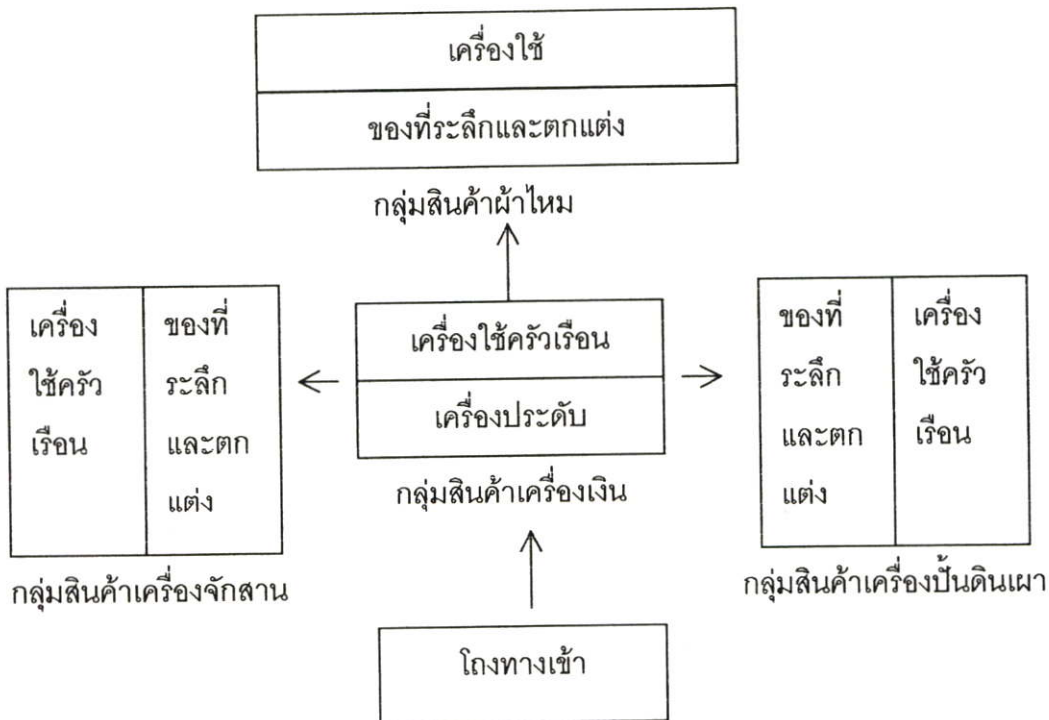 เครื่องใช้
ของที่ระลึกและตกแต่ง
กลุ่มสินค้าผ้าไหม
เครื่อง
ใช้ครัว
เรือน
ของที่
ระลึก
และตก
แต่ง
กลุ่มสินค้าเครื่องจักสาน
เครื่องใช้ครัวเรือน
เครื่องประดับ
กลุ่มสินค้าเครื่องเงิน
ของที่
ระลึก
และตก
แต่ง
เครื่อง
ใช้ครัว
เรือน
กลุ่มสินค้าเครื่องปั้นดินเผา
โถงทางเข้า